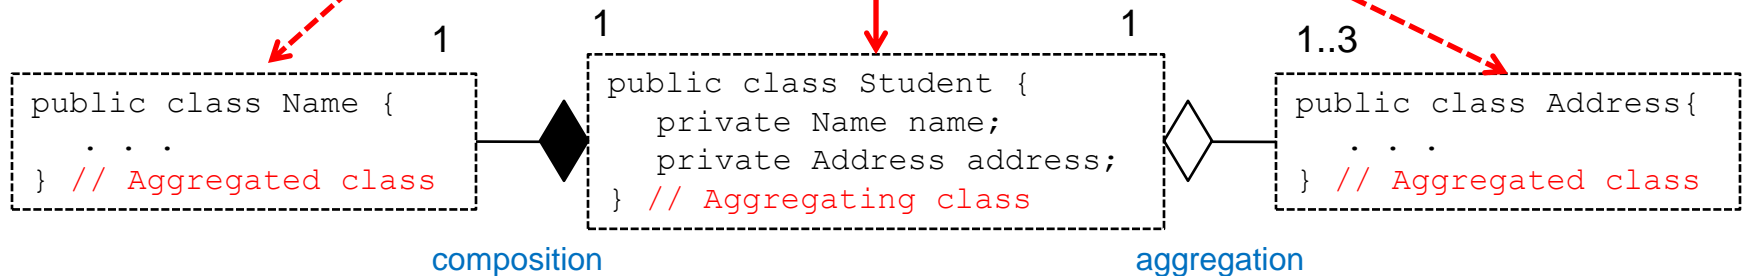 1
1
1
1..3
public class Name {
. . .
} // Aggregated class
public class Student {
private Name name;
private Address address;
} // Aggregating class
public class Address{
. . .
} // Aggregated class
composition
aggregation